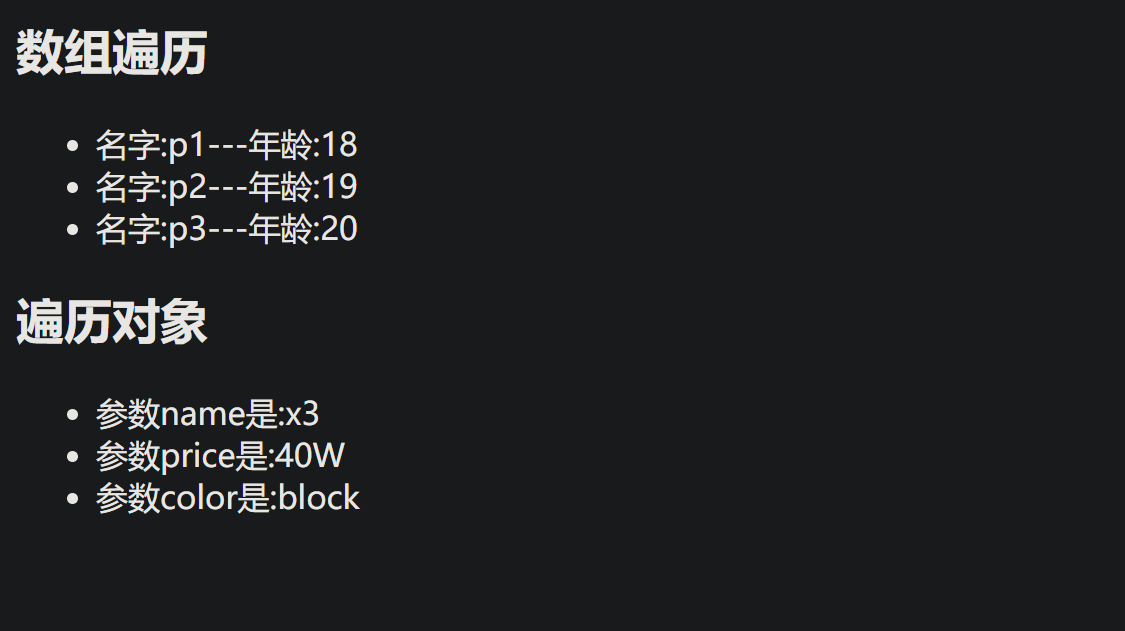 数组遍历
名字:p1---年龄:18
名字:p2---年龄:19
名字:p3---年龄:20
遍历对象
参数name是:x3
参数price是:40W
参数color是:block